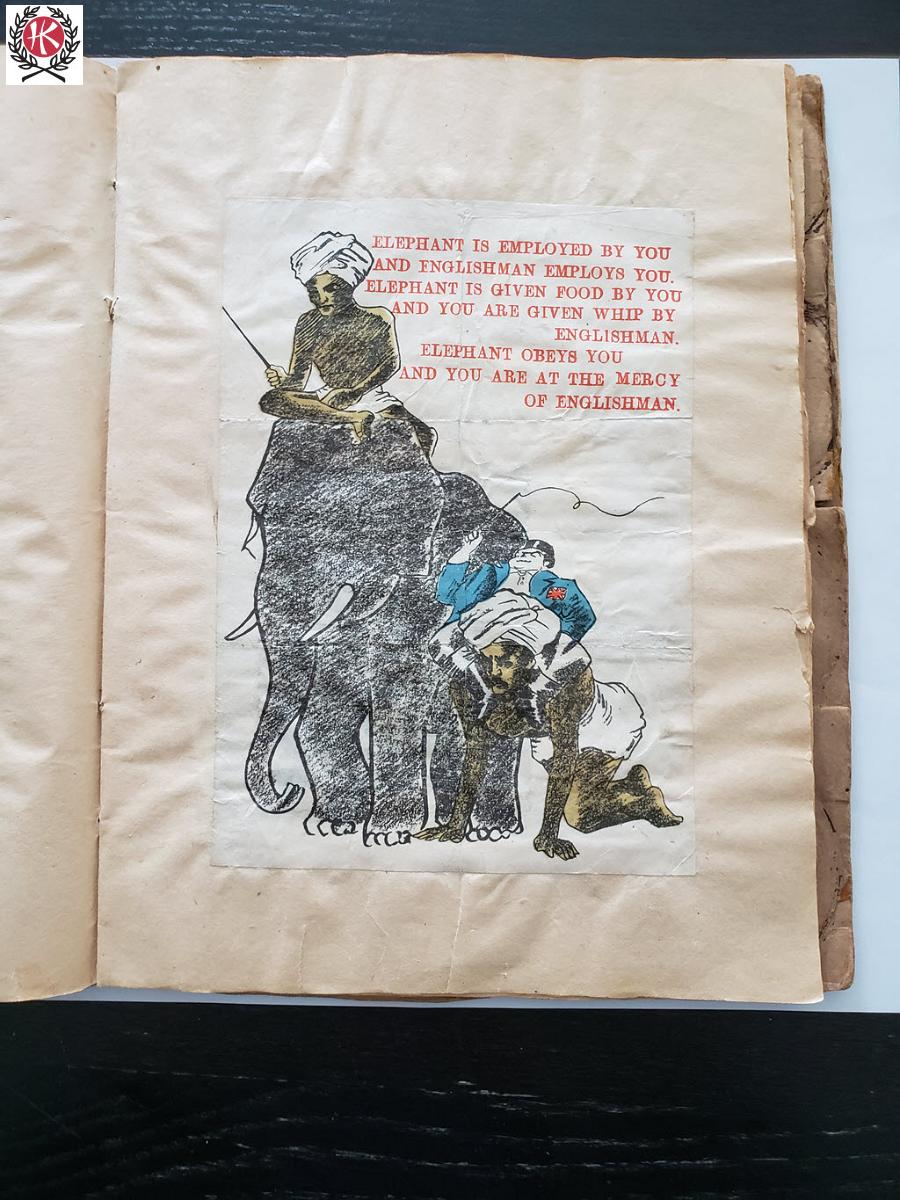 HK
ELEPHANT IS EMPLOYED BY YOU
AND ENGLISHMAN EMPLOYS YOU.
ELEPHANT IS GIVEN FOOD BY YOU
AND YOU ARE GIVEN WHIP BY
ENGLISHMAN.
ELEPHANT OBEYS YOU
AND YOU ARE AT THE MERCY
OF ENGLISHMAN.